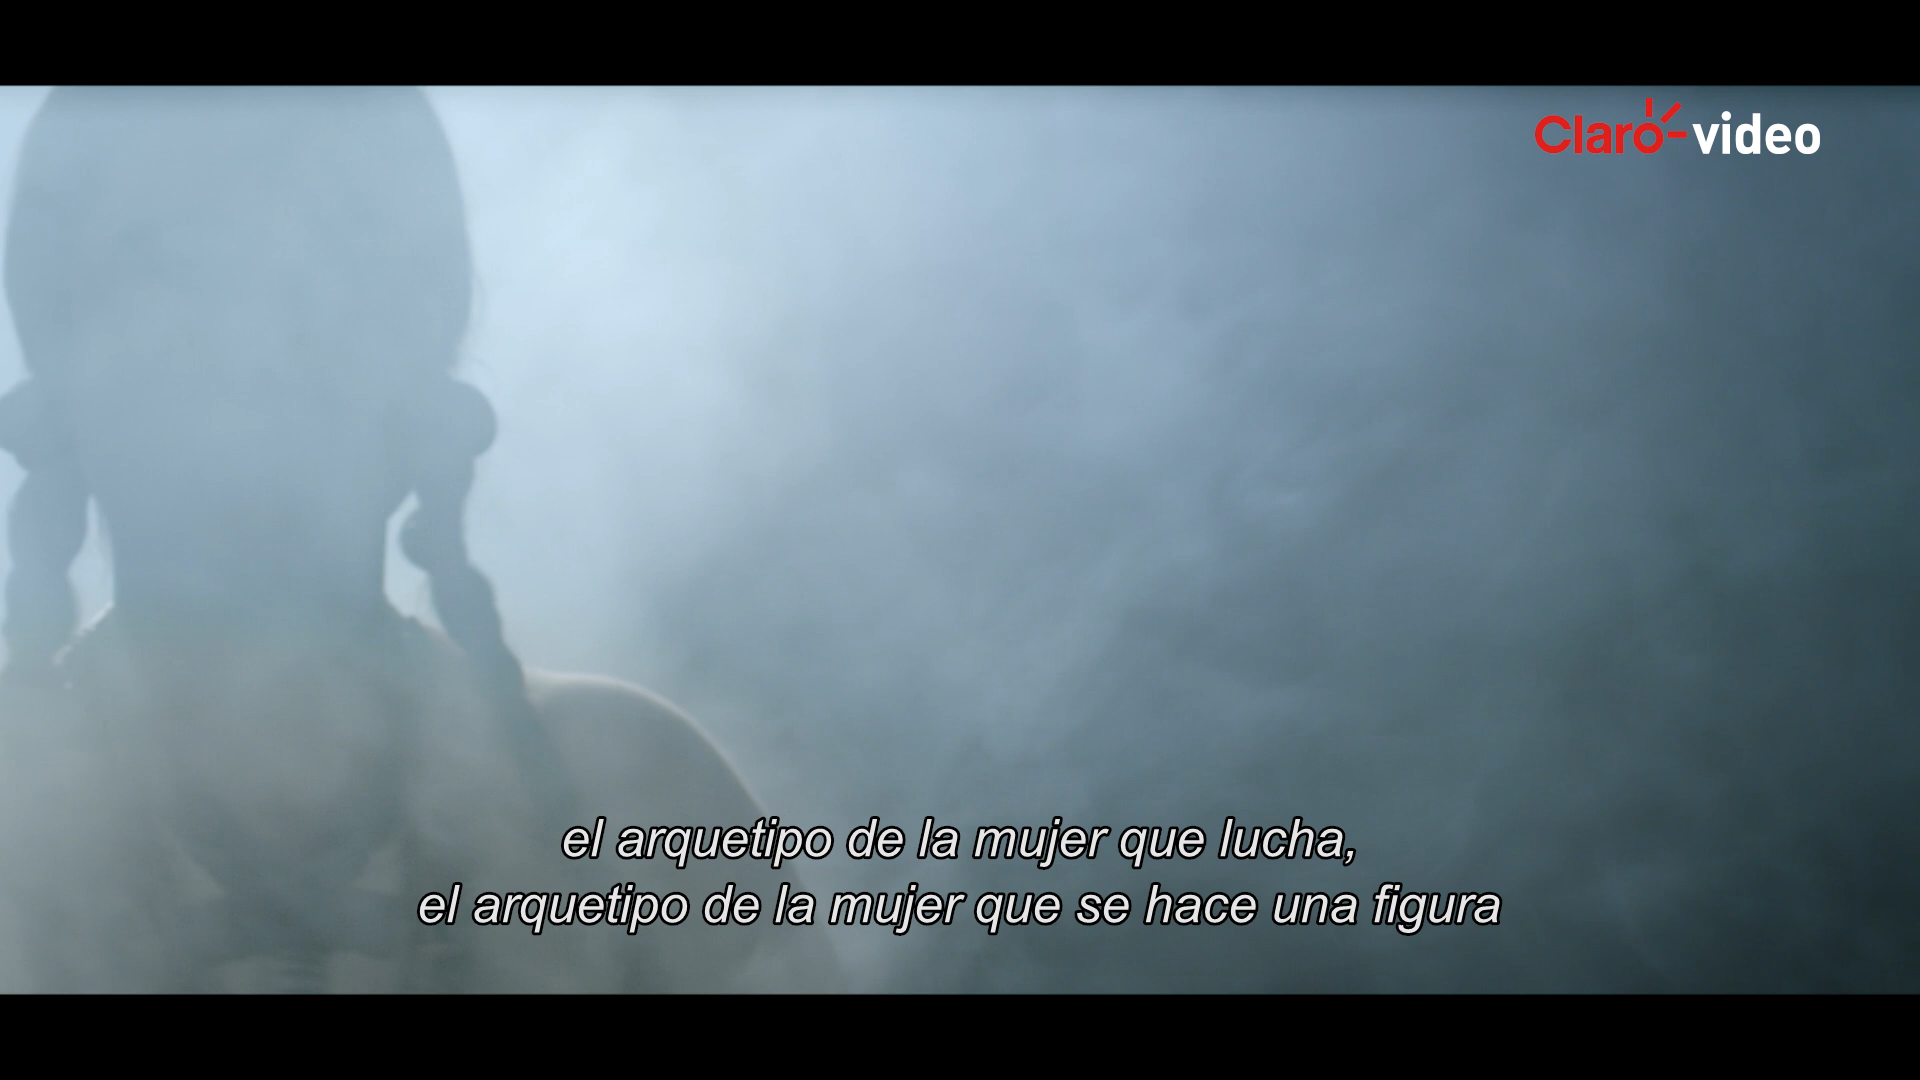 Claro-video
el arquetipo de la mujer que lucha,
el arquetipo de la mujer que se hace una figura